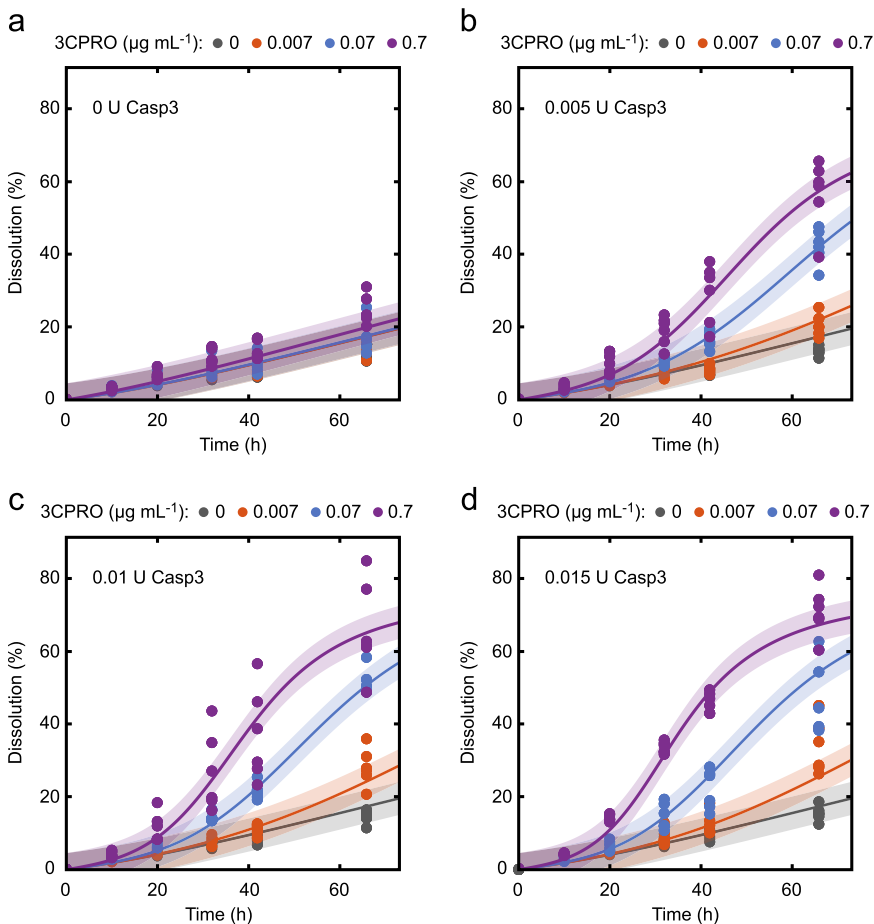 a
3CPRO (µg mL-1): 0 0.007 0.07 0.7
0 U Casp3
Dissolution (%)
80
60
40
20
0
0 20 40 60
Time (h)
b
3CPRO (µg mL-1): 0 0.007 0.07 0.7
0.005 U Casp3
Dissolution (%)
80
60
40
20
0
0 20 40 60
Time (h)
c
3CPRO (µg mL-1): 0 0.007 0.07 0.7
0.01 U Casp3
Dissolution (%)
80
60
40
20
0
0 20 40 60
Time (h)
d
3CPRO (µg mL-1): 0 0.007 0.07 0.7
0.015 U Casp3
Dissolution (%)
80
60
40
20
0
0 20 40 60
Time (h)